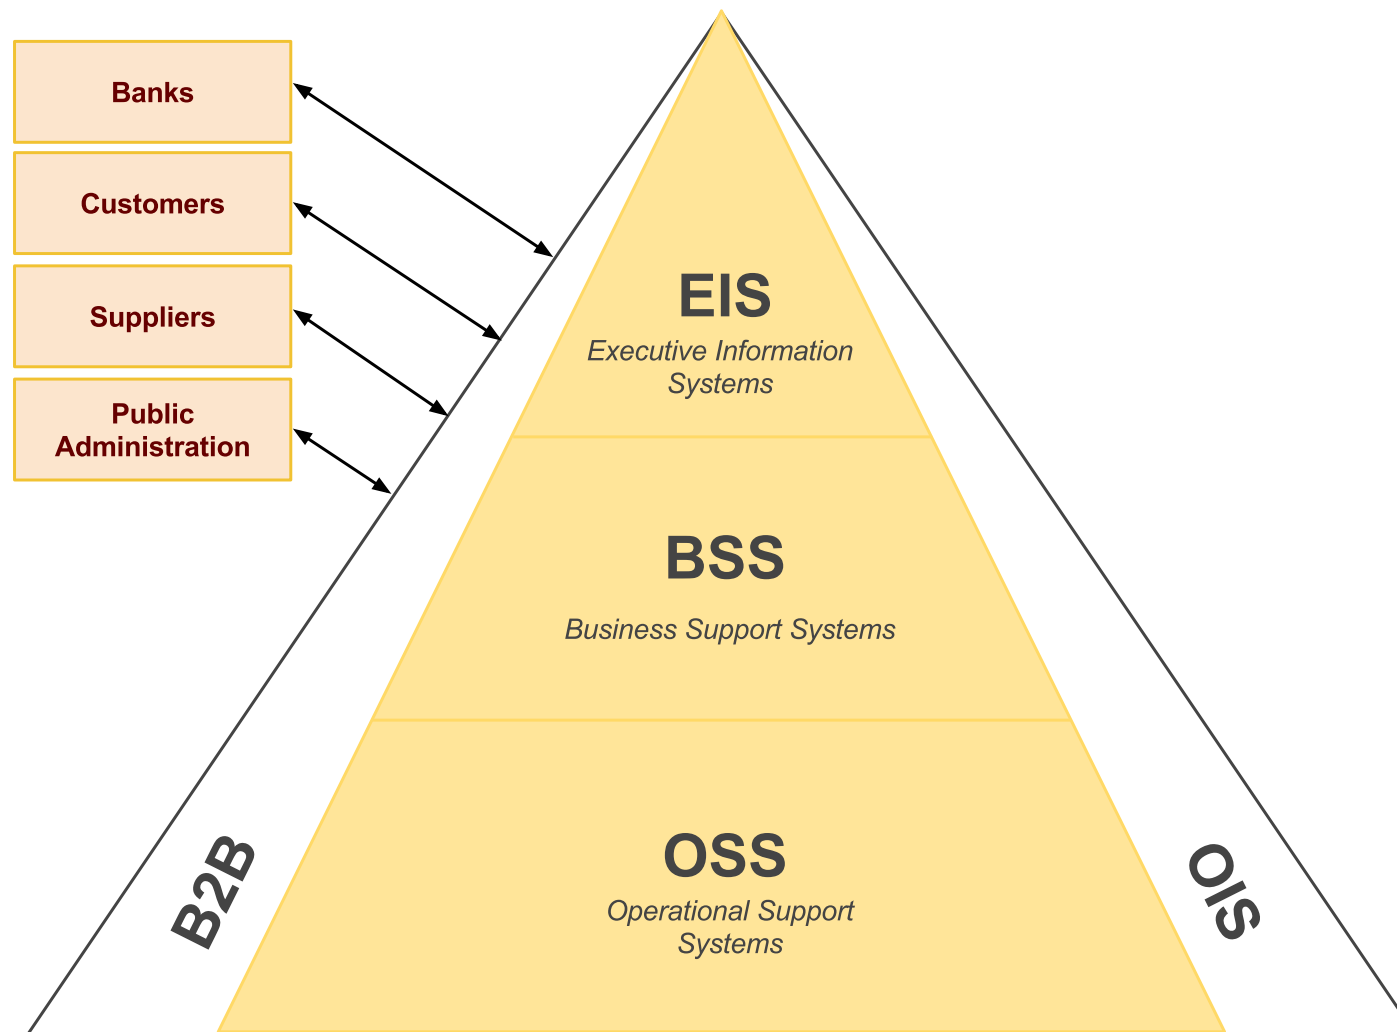 Banks
Customers
Suppliers
Public
Administration
EIS
Executive Information
Systems
BSS
Business Support Systems
OSS
Operational Support
Systems
B2B
OIS